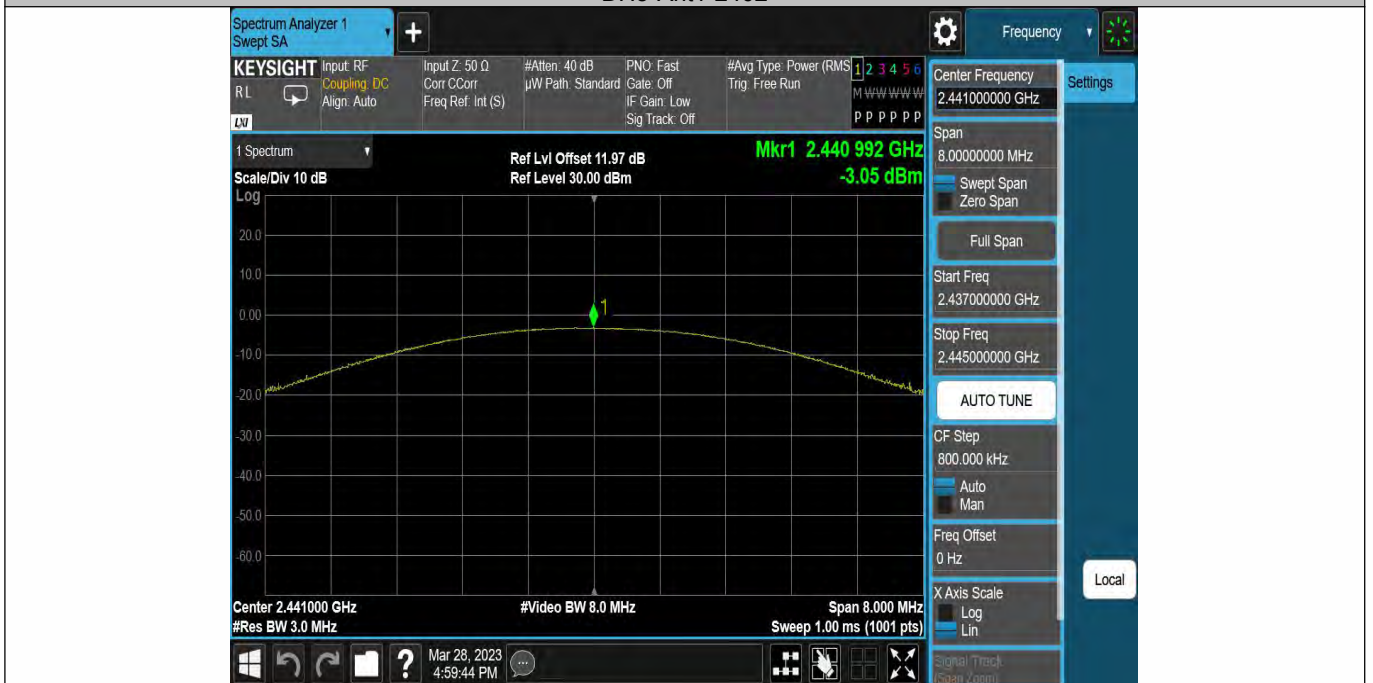 Spectrum Analyzer 1
Swept SA
+
Frequency
KEYSIGHT
RL
LXI
Input: RF
Coupling: DC
Align: Auto
Input Z: 50 Ω
Corr CCorr
Freq Ref: Int (S)
#Atten: 40 dB
µW Path: Standard
PNO: Fast
Gate: Off
IF Gain: Low
Sig Track: Off
#Avg Type: Power (RMS
Trig: Free Run
1 2 3 4 5 6
M W W W W W
P P P P P P
Center Frequency
2.441000000 GHz
Settings
Span
8.00000000 MHz
Swept Span
Zero Span
Full Span
Start Freq
2.437000000 GHz
Stop Freq
2.445000000 GHz
AUTO TUNE
CF Step
800.000 kHz
Auto
Man
Freq Offset
0 Hz
X Axis Scale
Log
Lin
Signal Track
(Span Zoom)
Local
1 Spectrum
Scale/Div 10 dB
Ref Lvl Offset 11.97 dB
Ref Level 30.00 dBm
Mkr1 2.440 992 GHz
-3.05 dBm
Log
20.0
10.0
0.00
-10.0
-20.0
-30.0
-40.0
-50.0
-60.0
1
Center 2.441000 GHz
#Res BW 3.0 MHz
#Video BW 8.0 MHz
Span 8.000 MHz
Sweep 1.00 ms (1001 pts)
?
Mar 28, 2023
4:59:44 PM